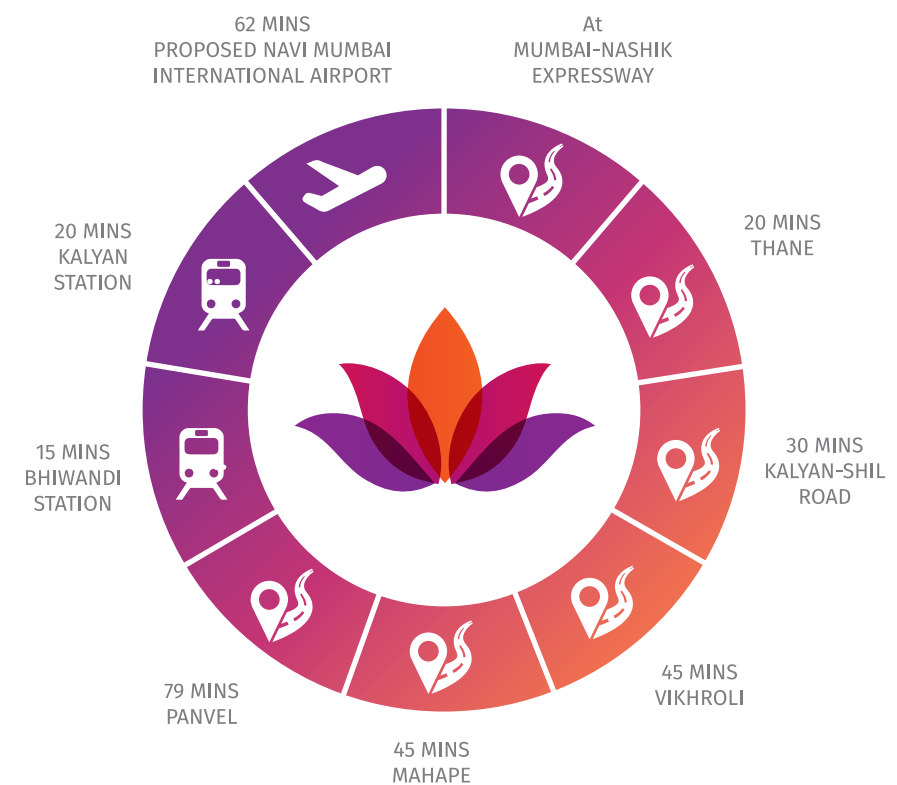 62 MINS
PROPOSED NAVI MUMBAI
INTERNATIONAL AIRPORT
At
MUMBAI-NASHIK
EXPRESSWAY
20 MINS
THANE
30 MINS
KALYAN-SHIL
ROAD
45 MINS
VIKHROLI
45 MINS
MAHAPE
79 MINS
PANVEL
15 MINS
BHIWANDI
STATION
20 MINS
KALYAN
STATION